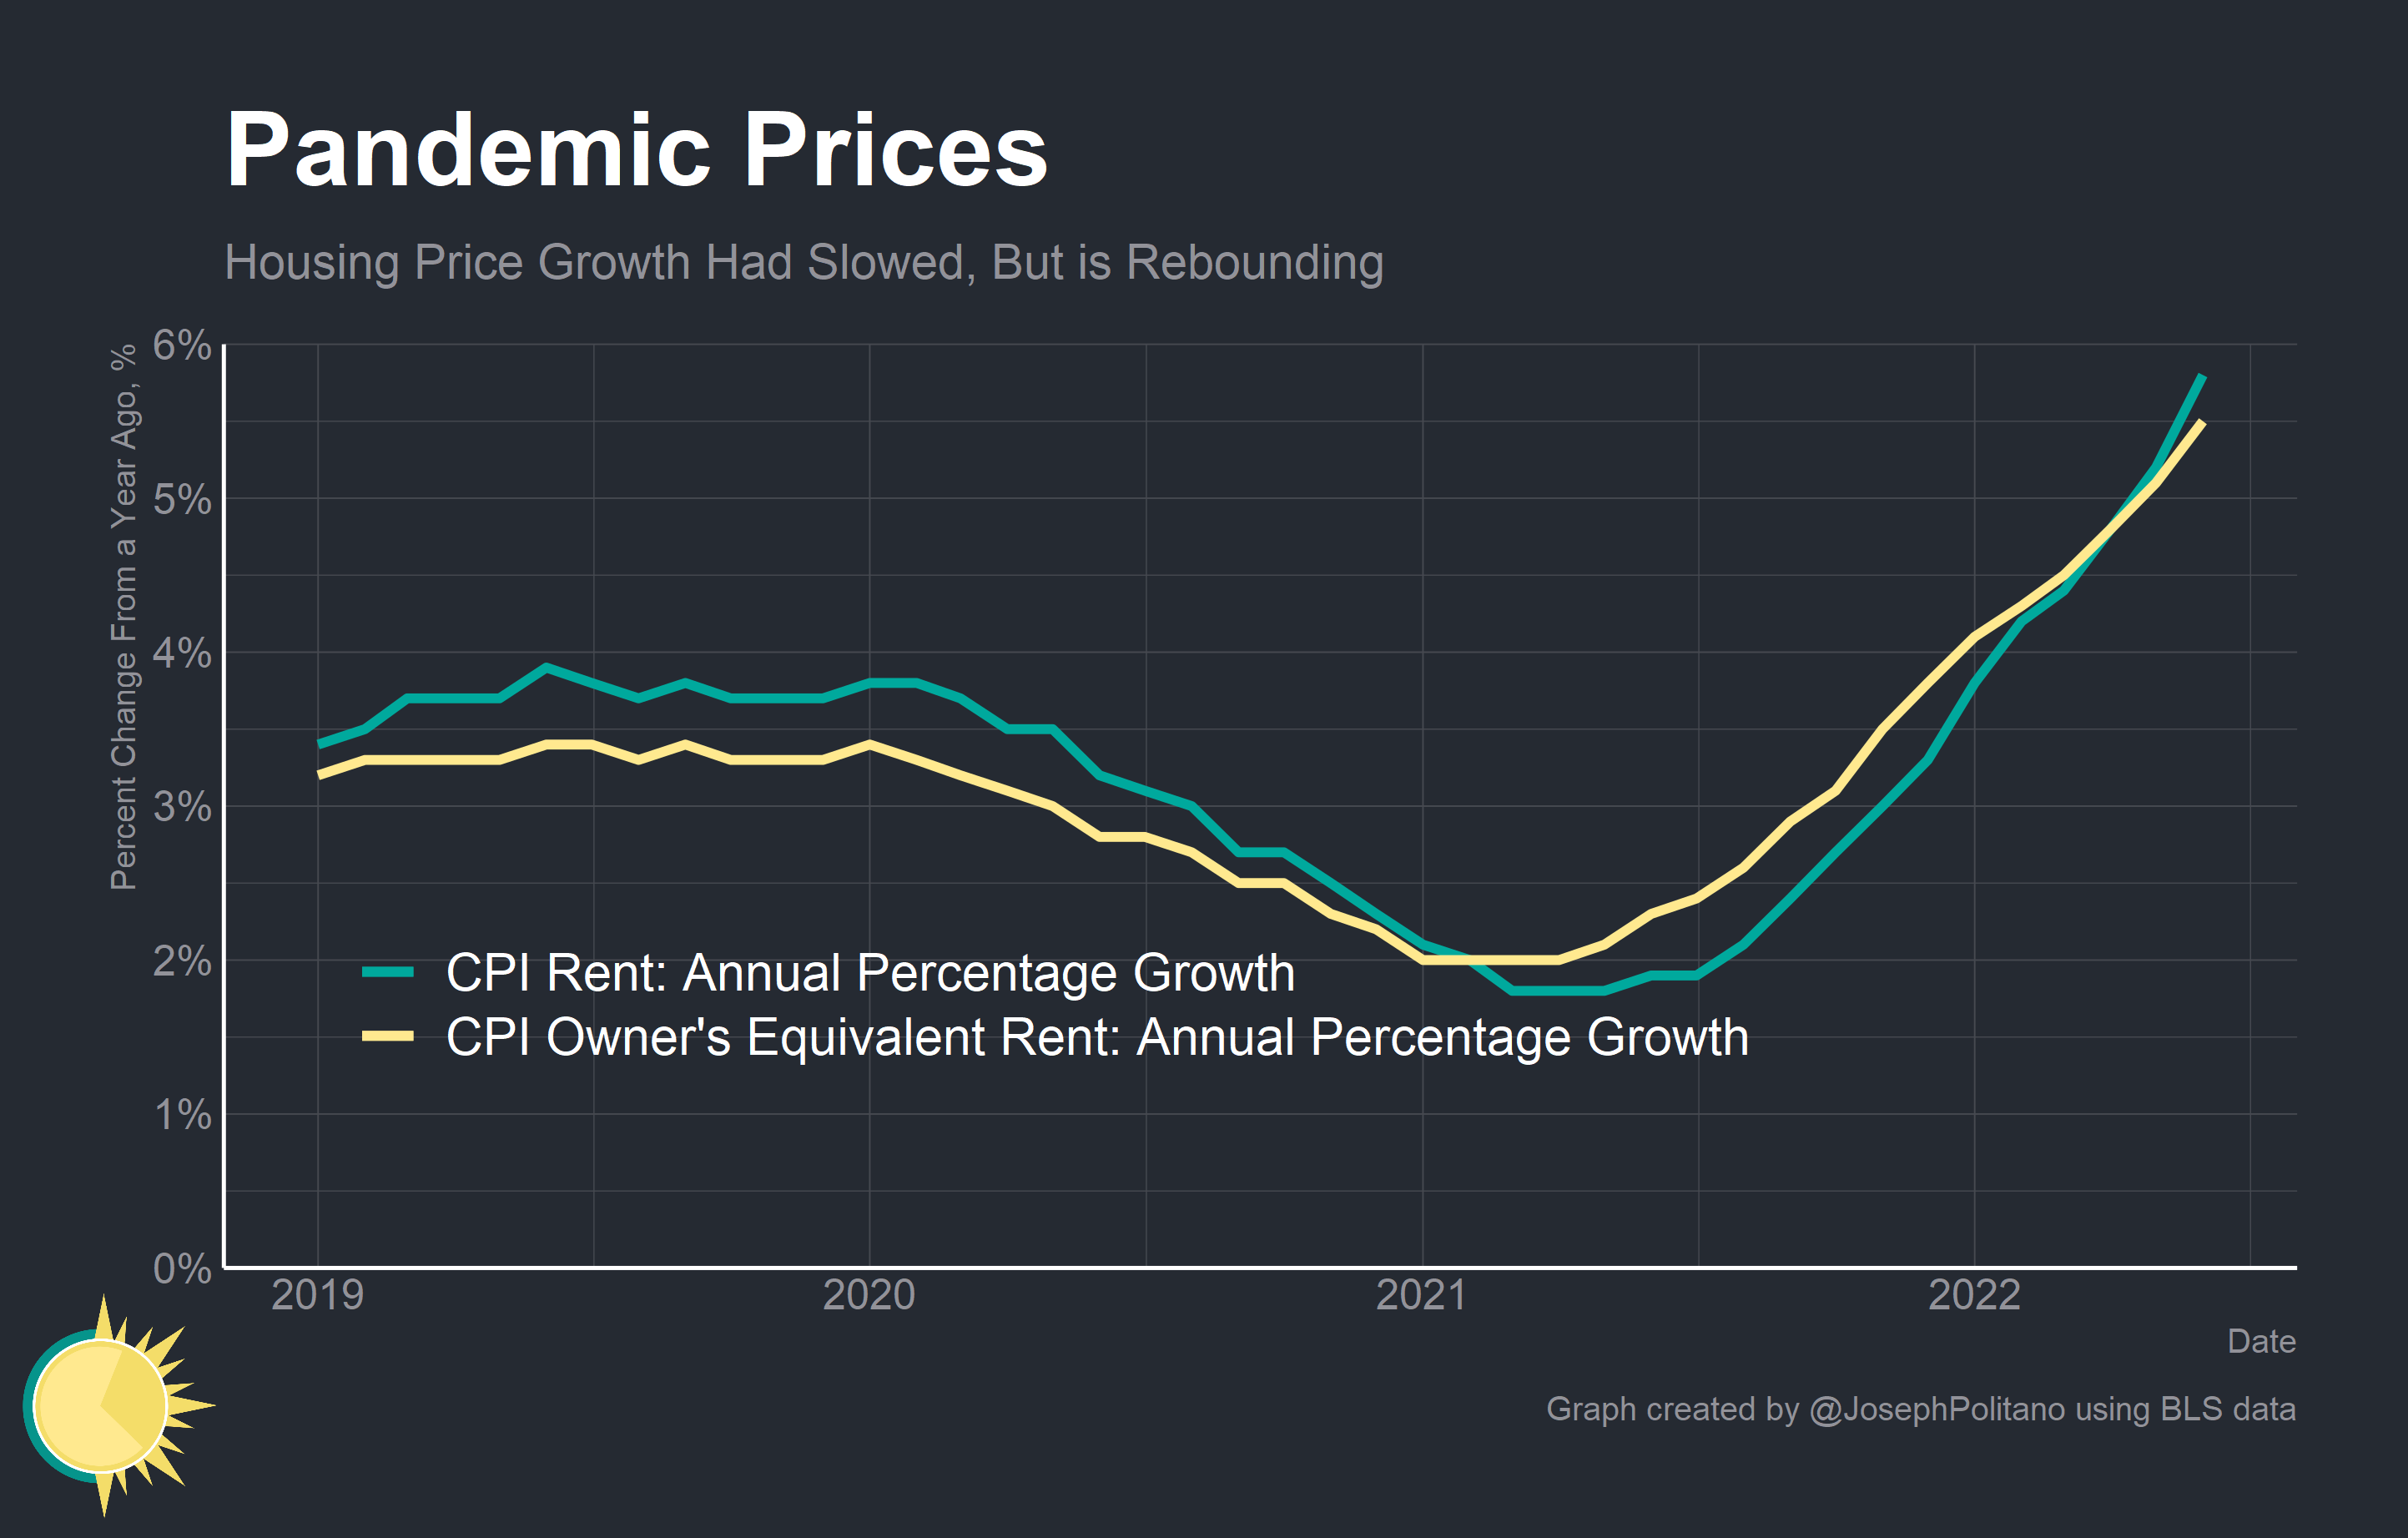 Pandemic Prices
Housing Price Growth Had Slowed, But is Rebounding
Percent Change From a Year Ago, %
6%
5%
4%
3%
2%
1%
0%
CPI Rent: Annual Percentage Growth
CPI Owner's Equivalent Rent: Annual Percentage Growth
2019 2020 2021 2022
Date
Graph created by @JosephPolitano using BLS data